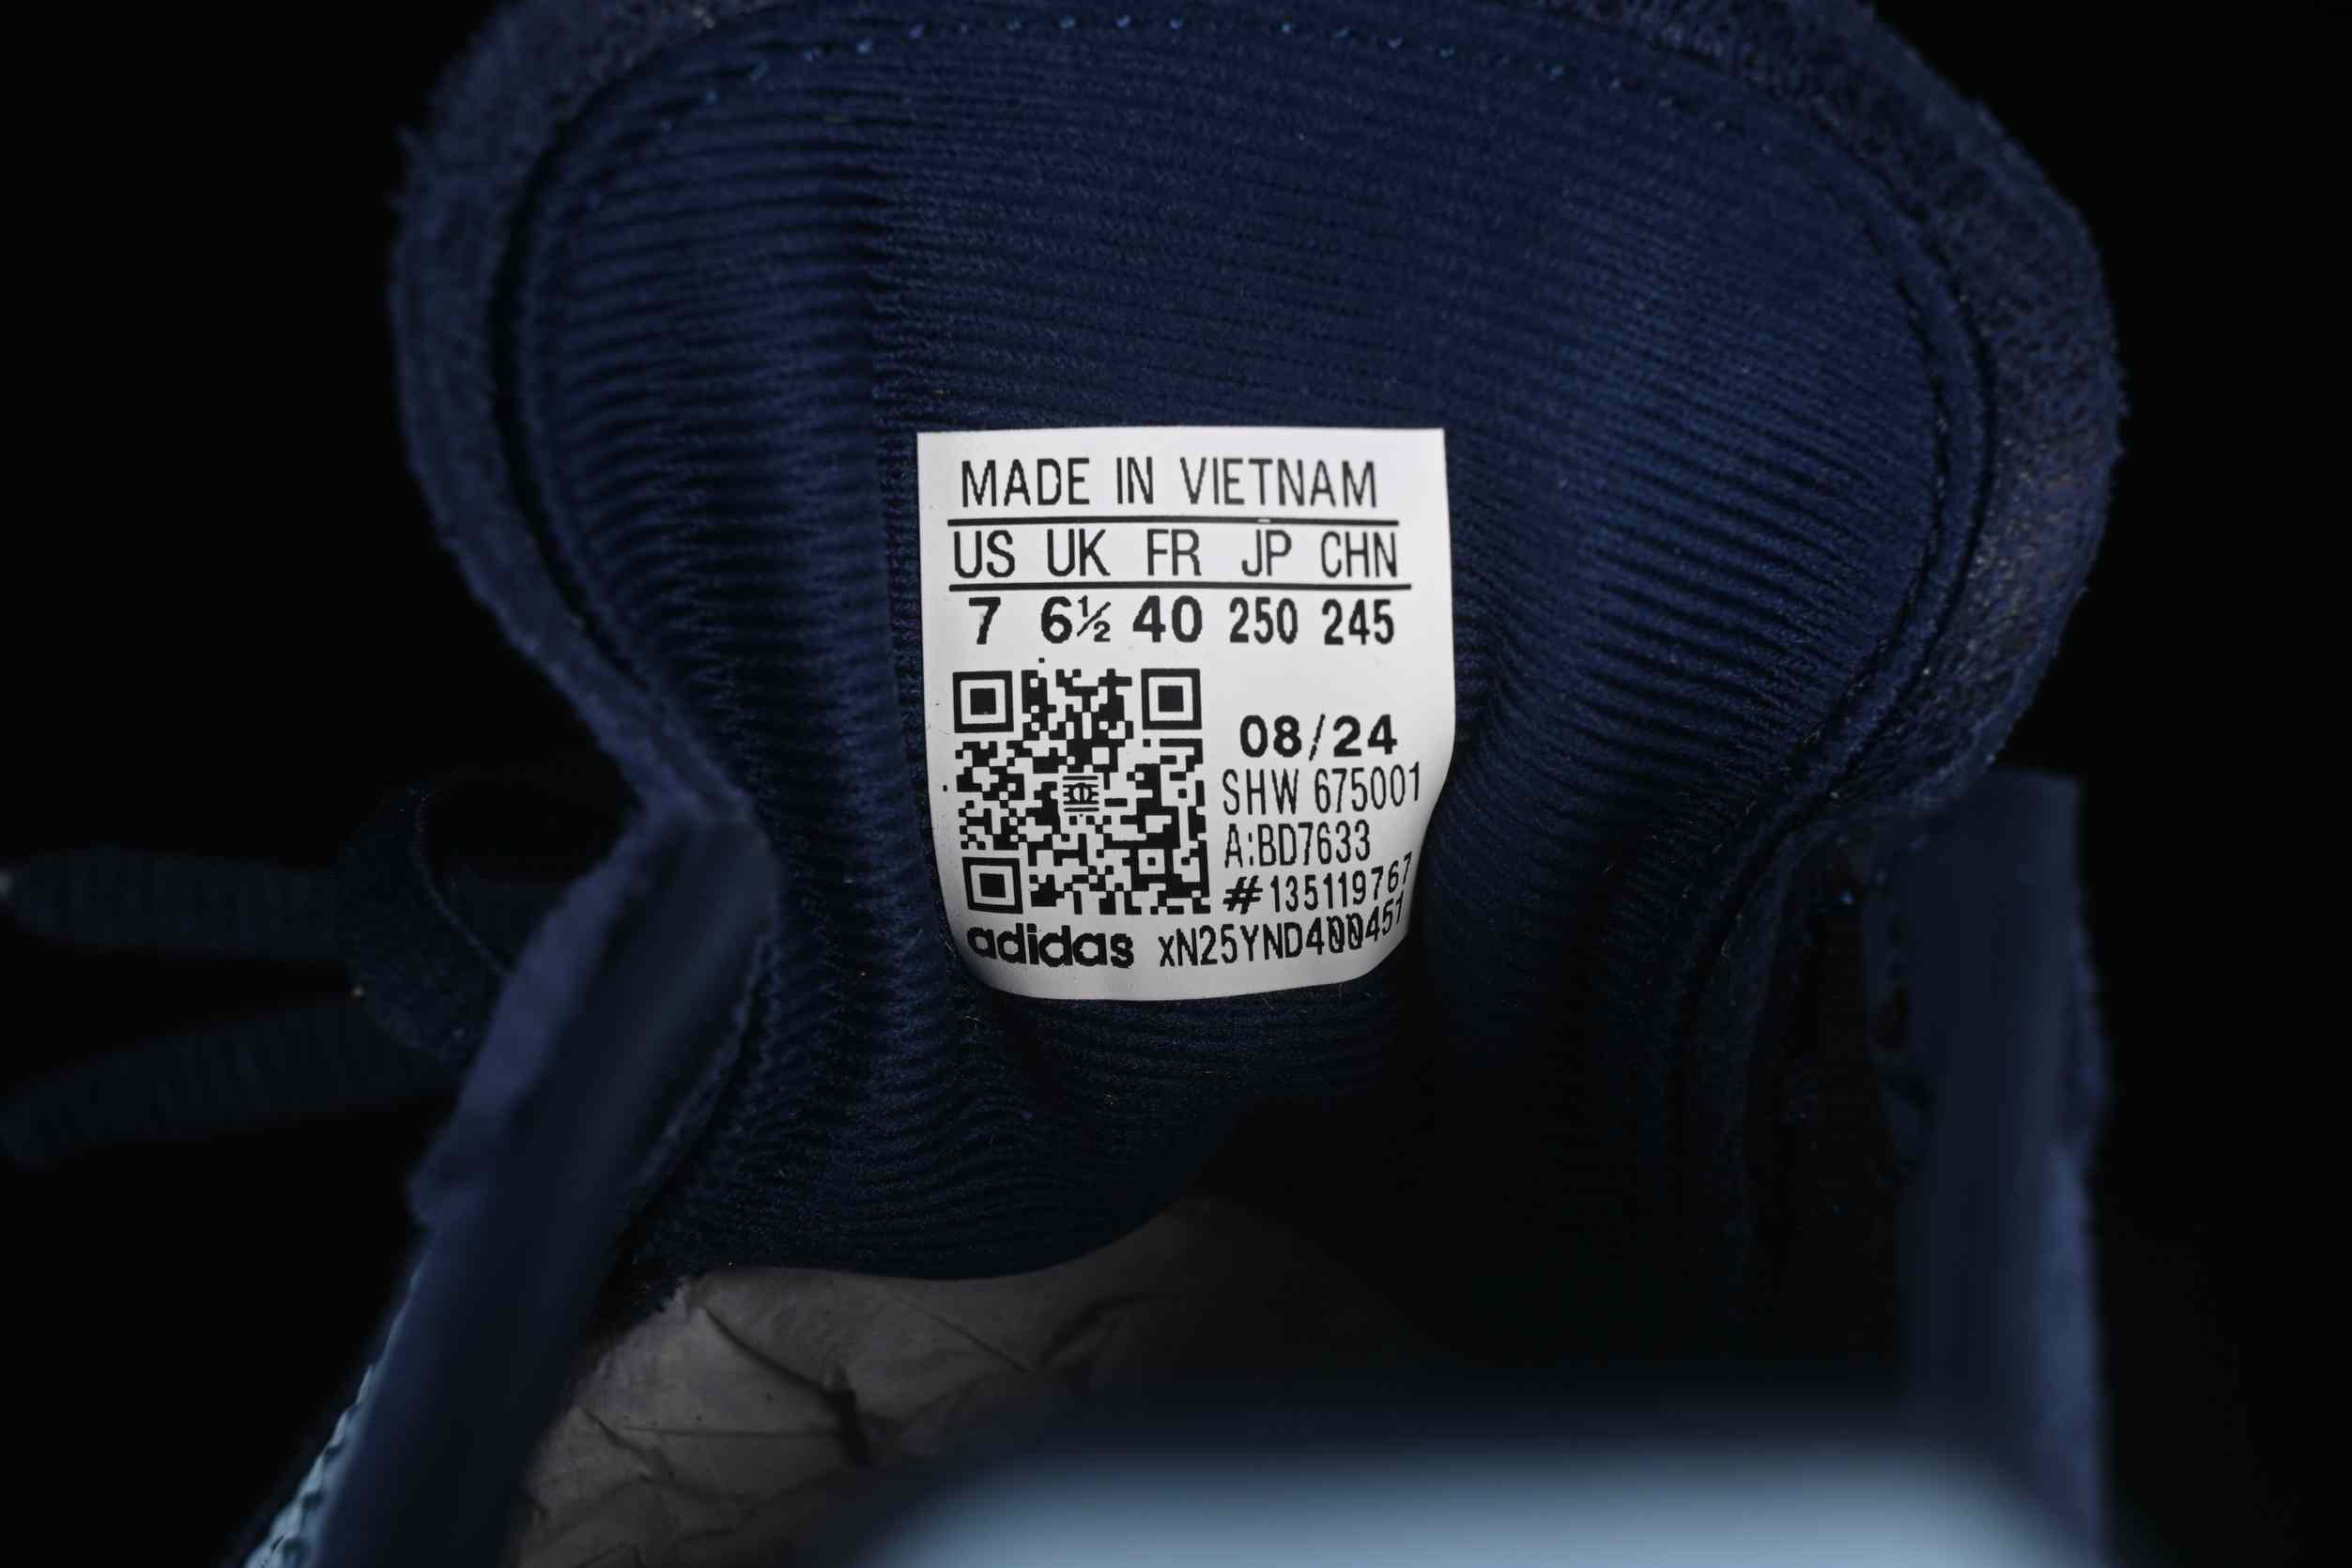 MADE IN VIETNAM
US UK FR JP CHN
7 6½ 40 250 245
08/24
SHW 675001
A:BD7633
#135119767
adidas xN25YND400451